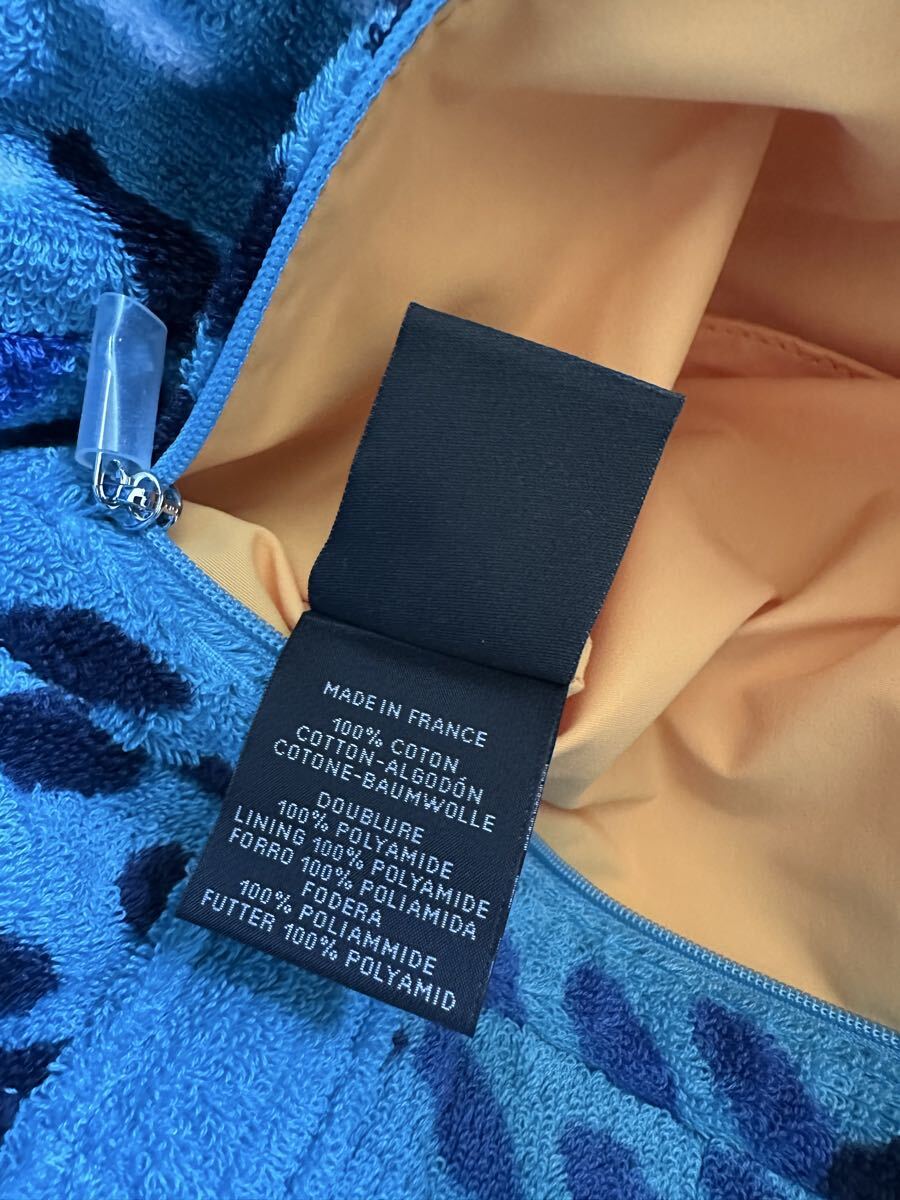 MADE IN FRANCE
100% COTON
COTTON-ALGODÓN
COTONE-BAUMWOLLE
DOUBLURE
100% POLYAMIDE
LINING 100% POLYAMIDE
FORRO 100% POLIAMIDA
FODERA
100% POLIAMMIDE
FUTTER 100% POLYAMID